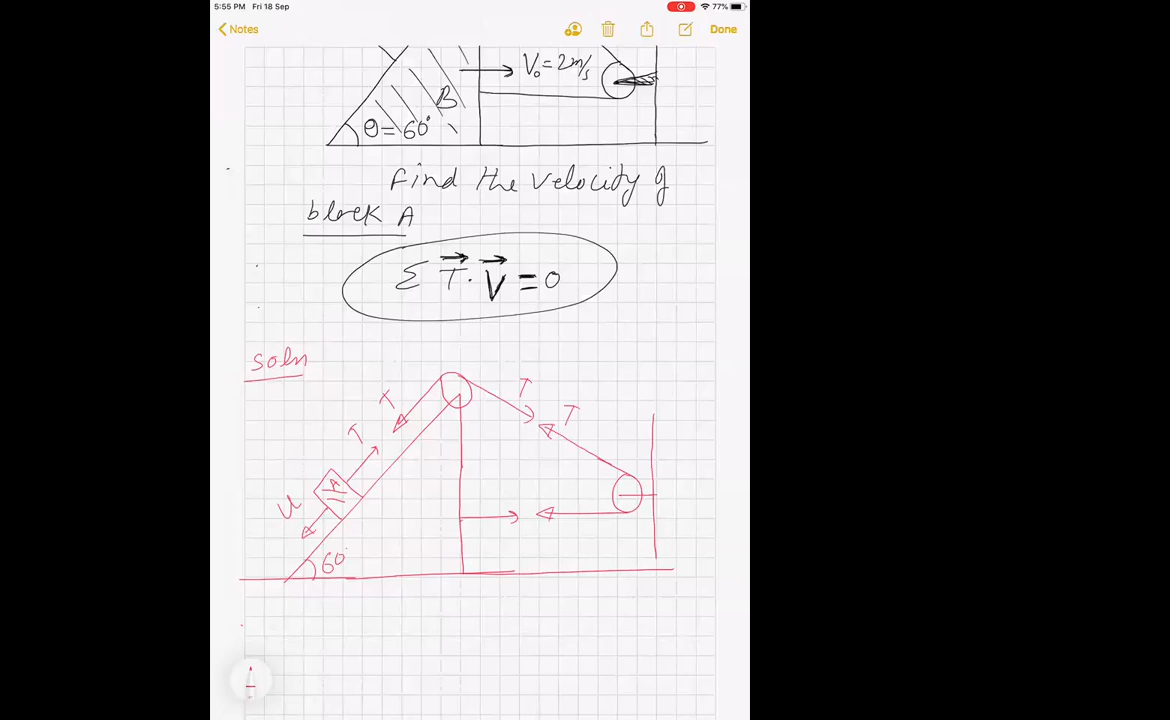 5:55 PM Fri 18 Sep
77%
Notes
Done
V₀ = 2m/s
B
θ = 60°
Find the velocity of
block A
Σ T⃗ · V⃗ = 0
Soln
T
T
T
T
A
u
60°